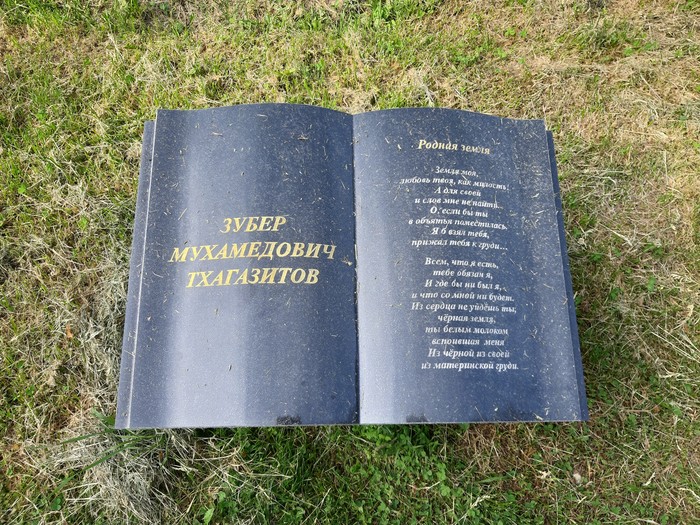 ЗУБЕР
МУХАМЕДОВИЧ
ТХАГАЗИТОВ
Родная земля
Земля моя,
любовь твоя, как милость,
А для своей
и слов мне не найти...
О, если бы ты
в объятья поместилась.
Я б взял тебя,
прижал тебя к груди...
Всем, что я есть,
тебе обязан я,
И где бы ни был я,
и что со мной ни будет.
Из сердца не уйдёшь ты,
чёрная земля,
ты белым молоком
вспоившая меня
Из чёрной из своей
из материнской груди.